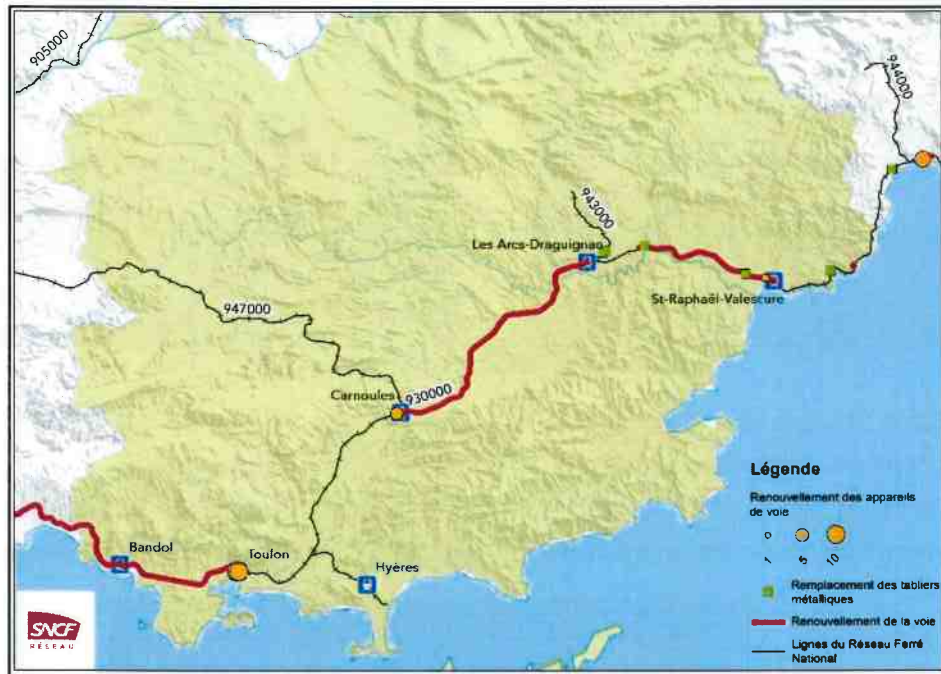 905000
944000
943000
Les Arcs-Draguignan
St-Raphaël-Valescure
947000
930000
Carnoules
Bandol
Toulon
Hyères
Légende
Renouvellement des appareils
de voie
1 5 10
Remplacement des tabliers
métalliques
Renouvellement de la voie
Lignes du Réseau Ferré
National
SNCF
RÉSEAU